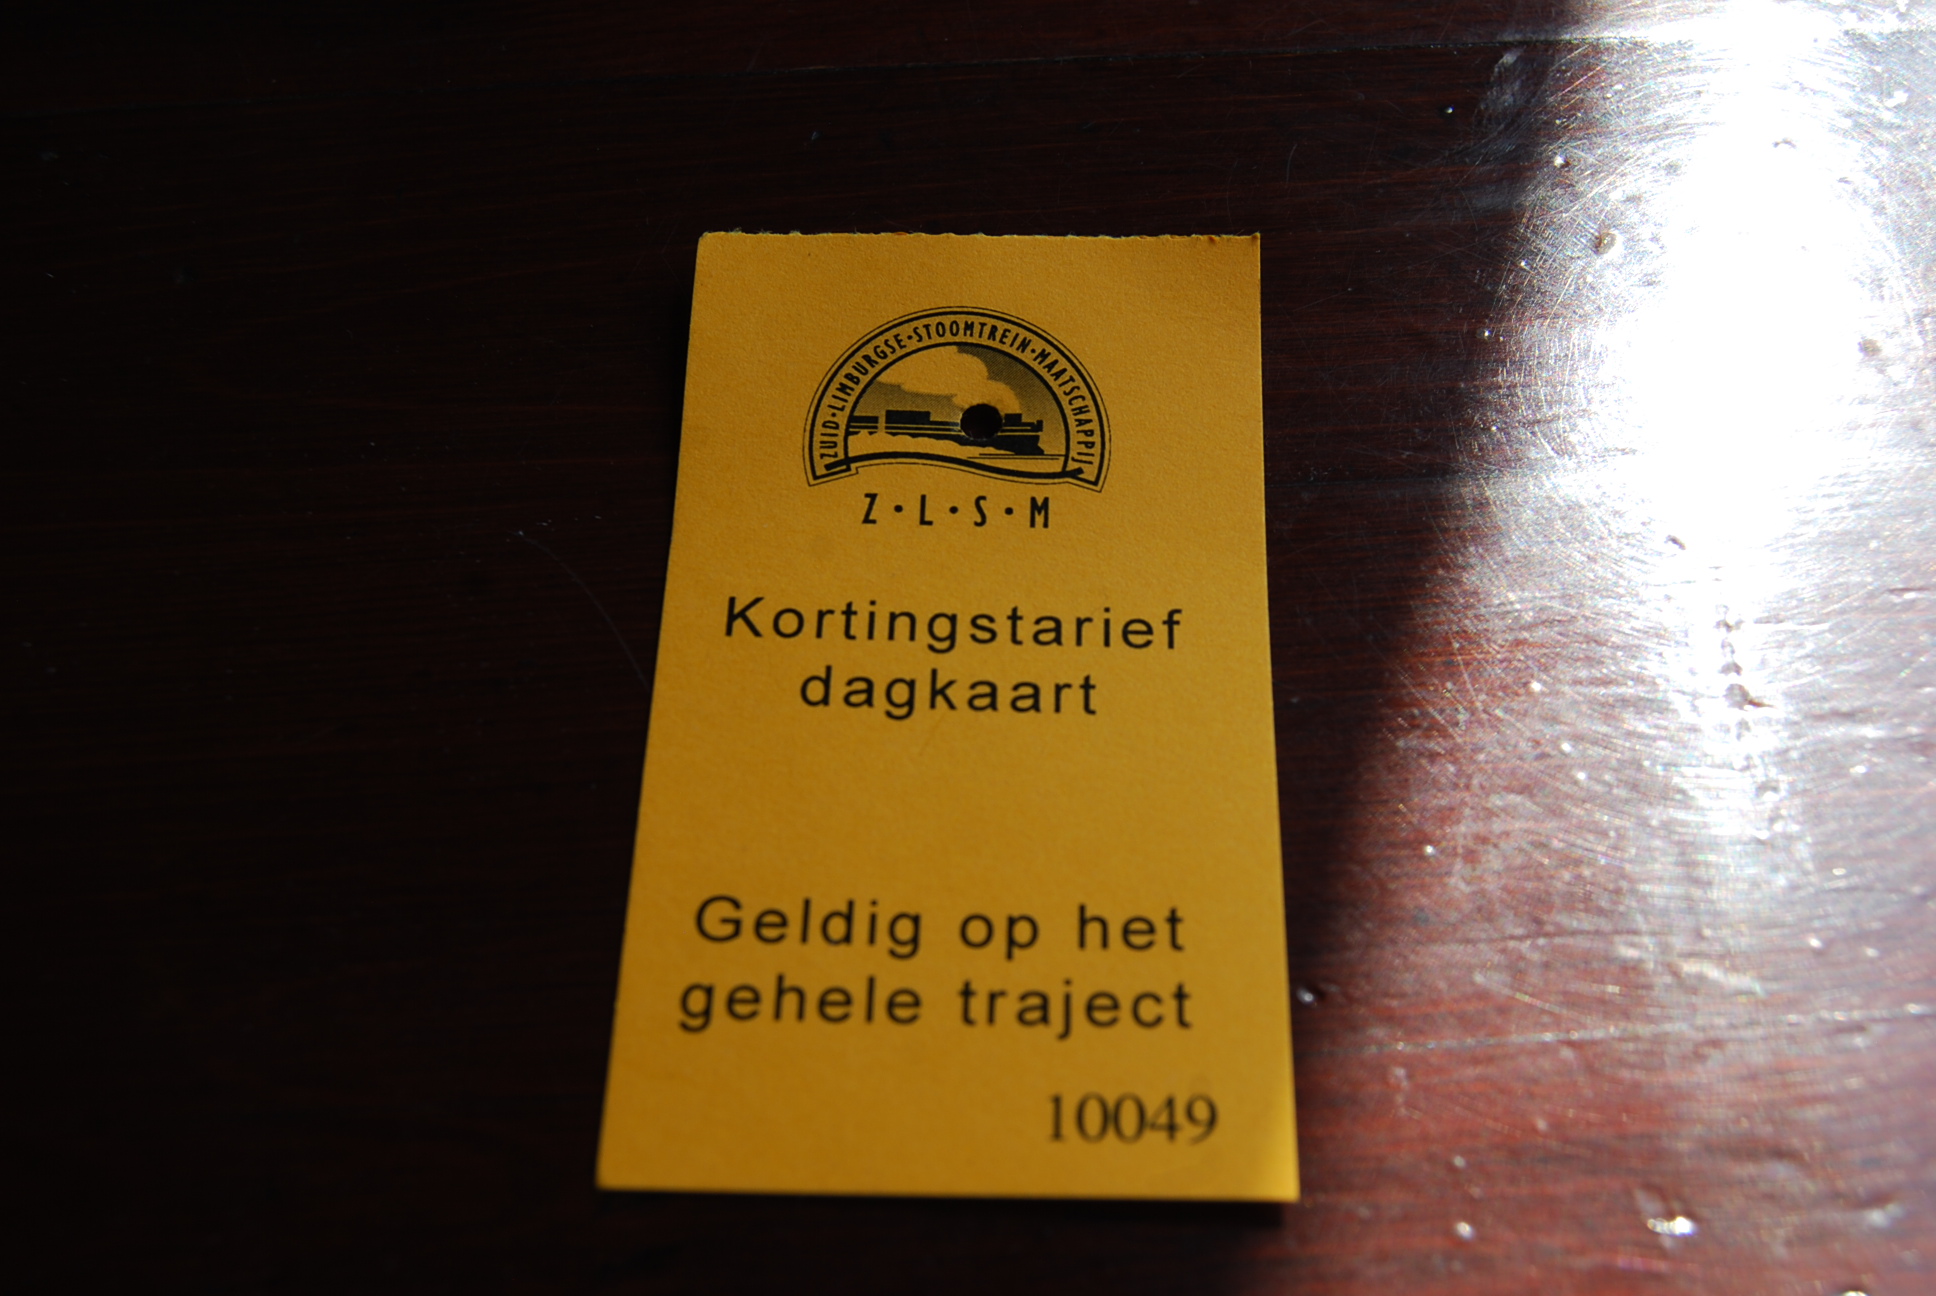 ZUID·LIMBURGSE·STOOMTREIN·MAATSCHAPPIJ
Z·L·S·M
Kortingstarief
dagkaart
Geldig op het
gehele traject
10049